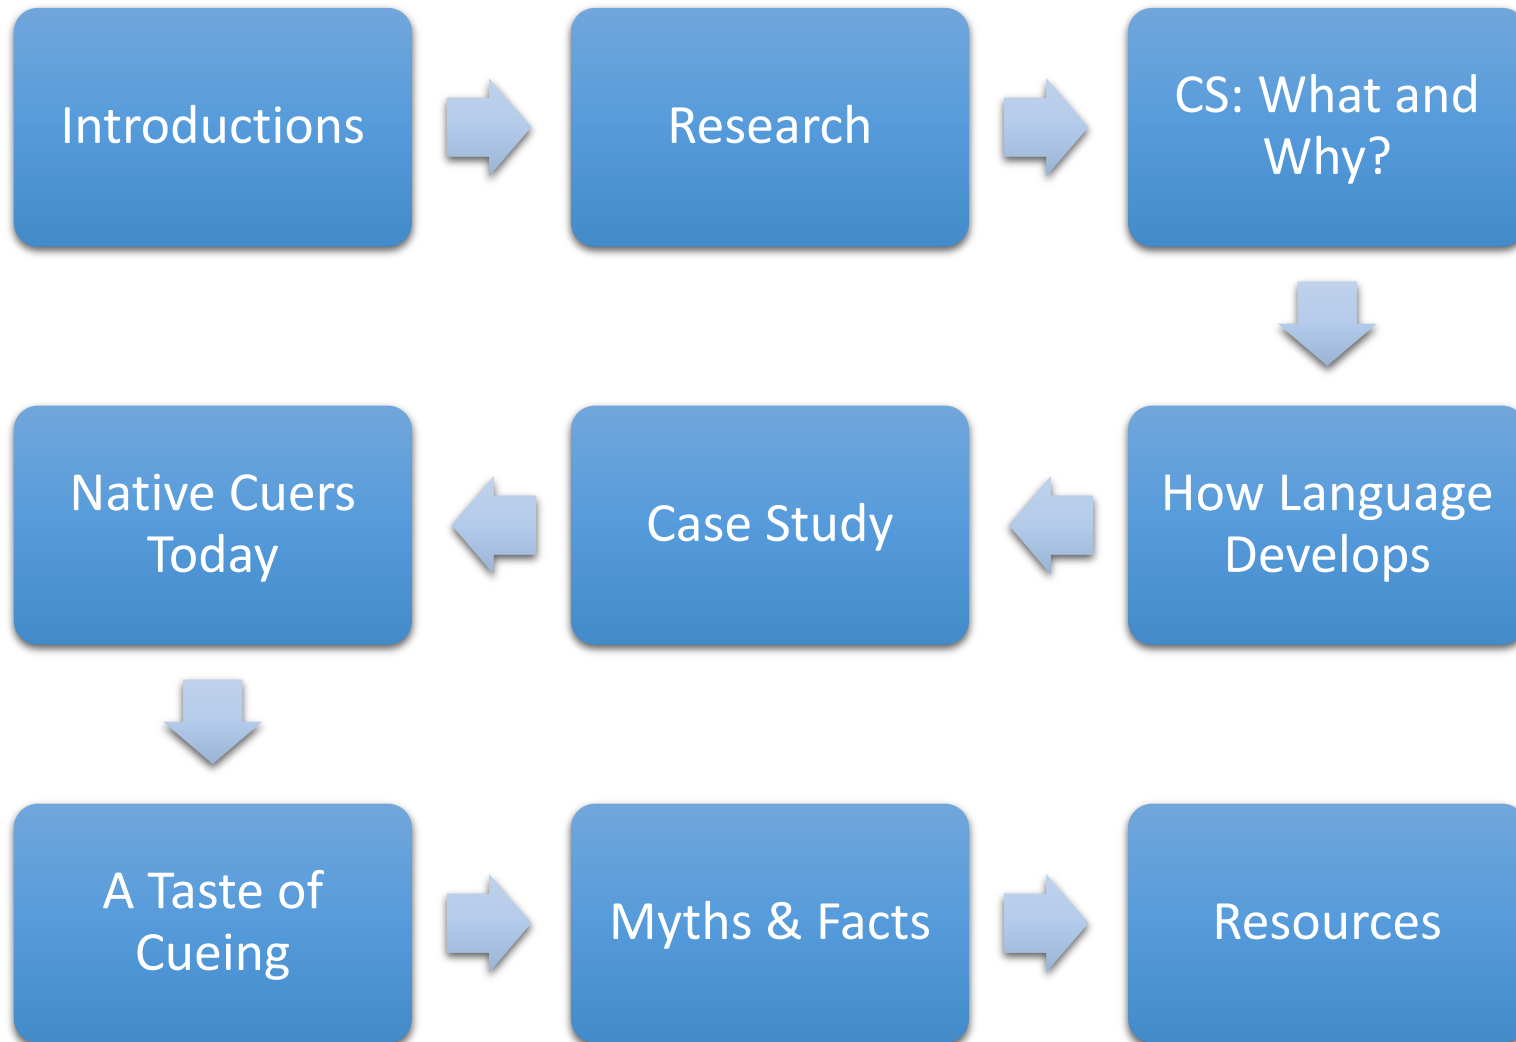 Introductions
Research
CS: What and
Why?
How Language
Develops
Case Study
Native Cuers
Today
A Taste of
Cueing
Myths & Facts
Resources